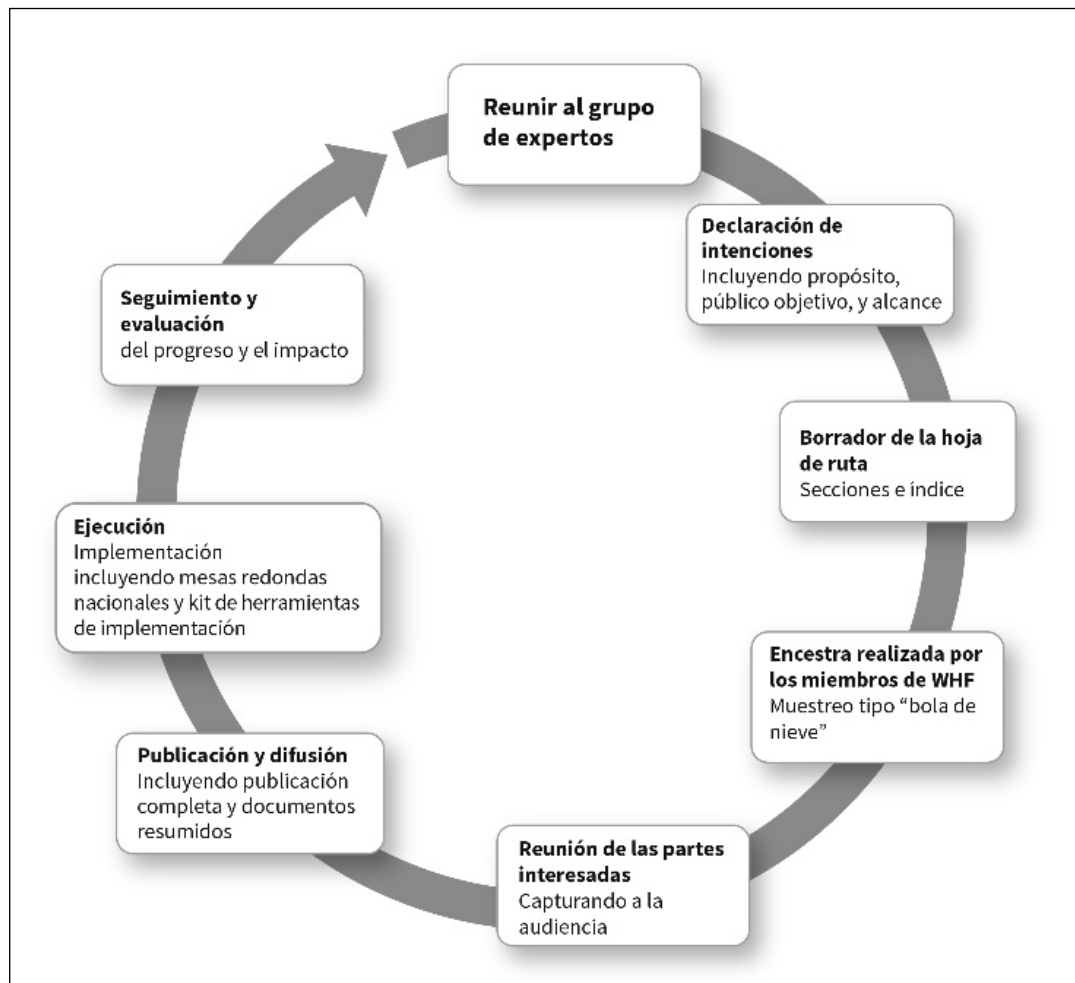 Reunir al grupo
de expertos
Declaración de
intenciones
Incluyendo propósito,
público objetivo, y alcance
Borrador de la hoja
de ruta
Secciones e índice
Encestra realizada por
los miembros de WHF
Muestreo tipo “bola de
nieve”
Reunión de las partes
interesadas
Capturando a la
audiencia
Publicación y difusión
Incluyendo publicación
completa y documentos
resumidos
Ejecución
Implementación
incluyendo mesas redondas
nacionales y kit de herramientas
de implementación
Seguimiento y
evaluación
del progreso y el impacto